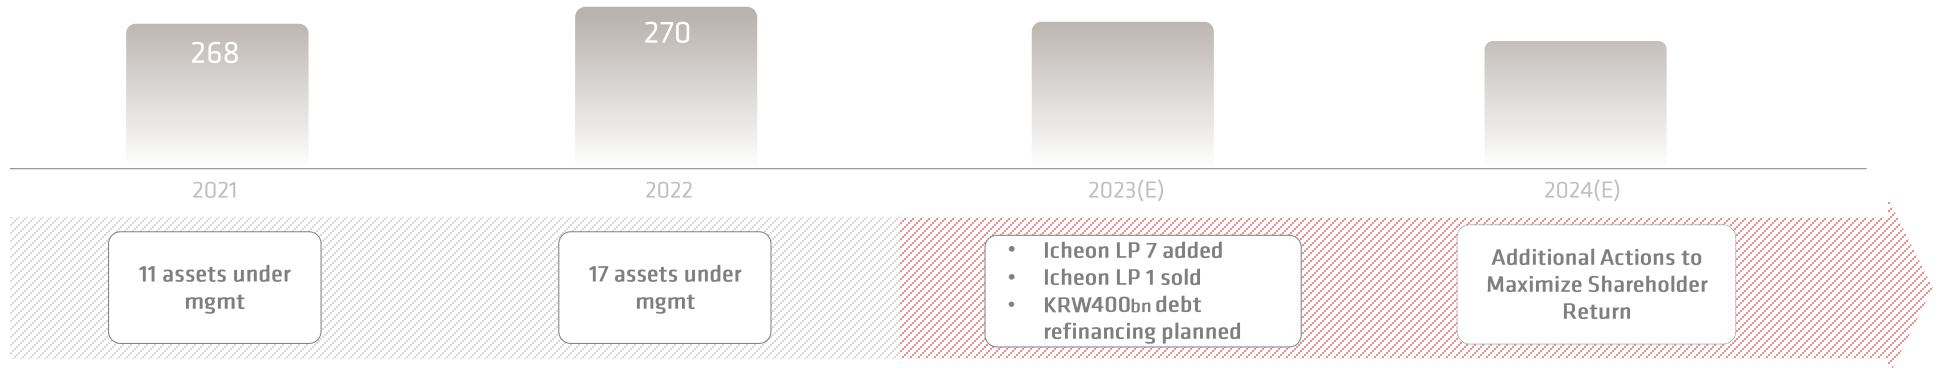 268
270
2021
2022
2023(E)
2024(E)
11 assets under
mgmt
17 assets under
mgmt
• Icheon LP 7 added
• Icheon LP 1 sold
• KRW400bn debt
refinancing planned
Additional Actions to
Maximize Shareholder
Return